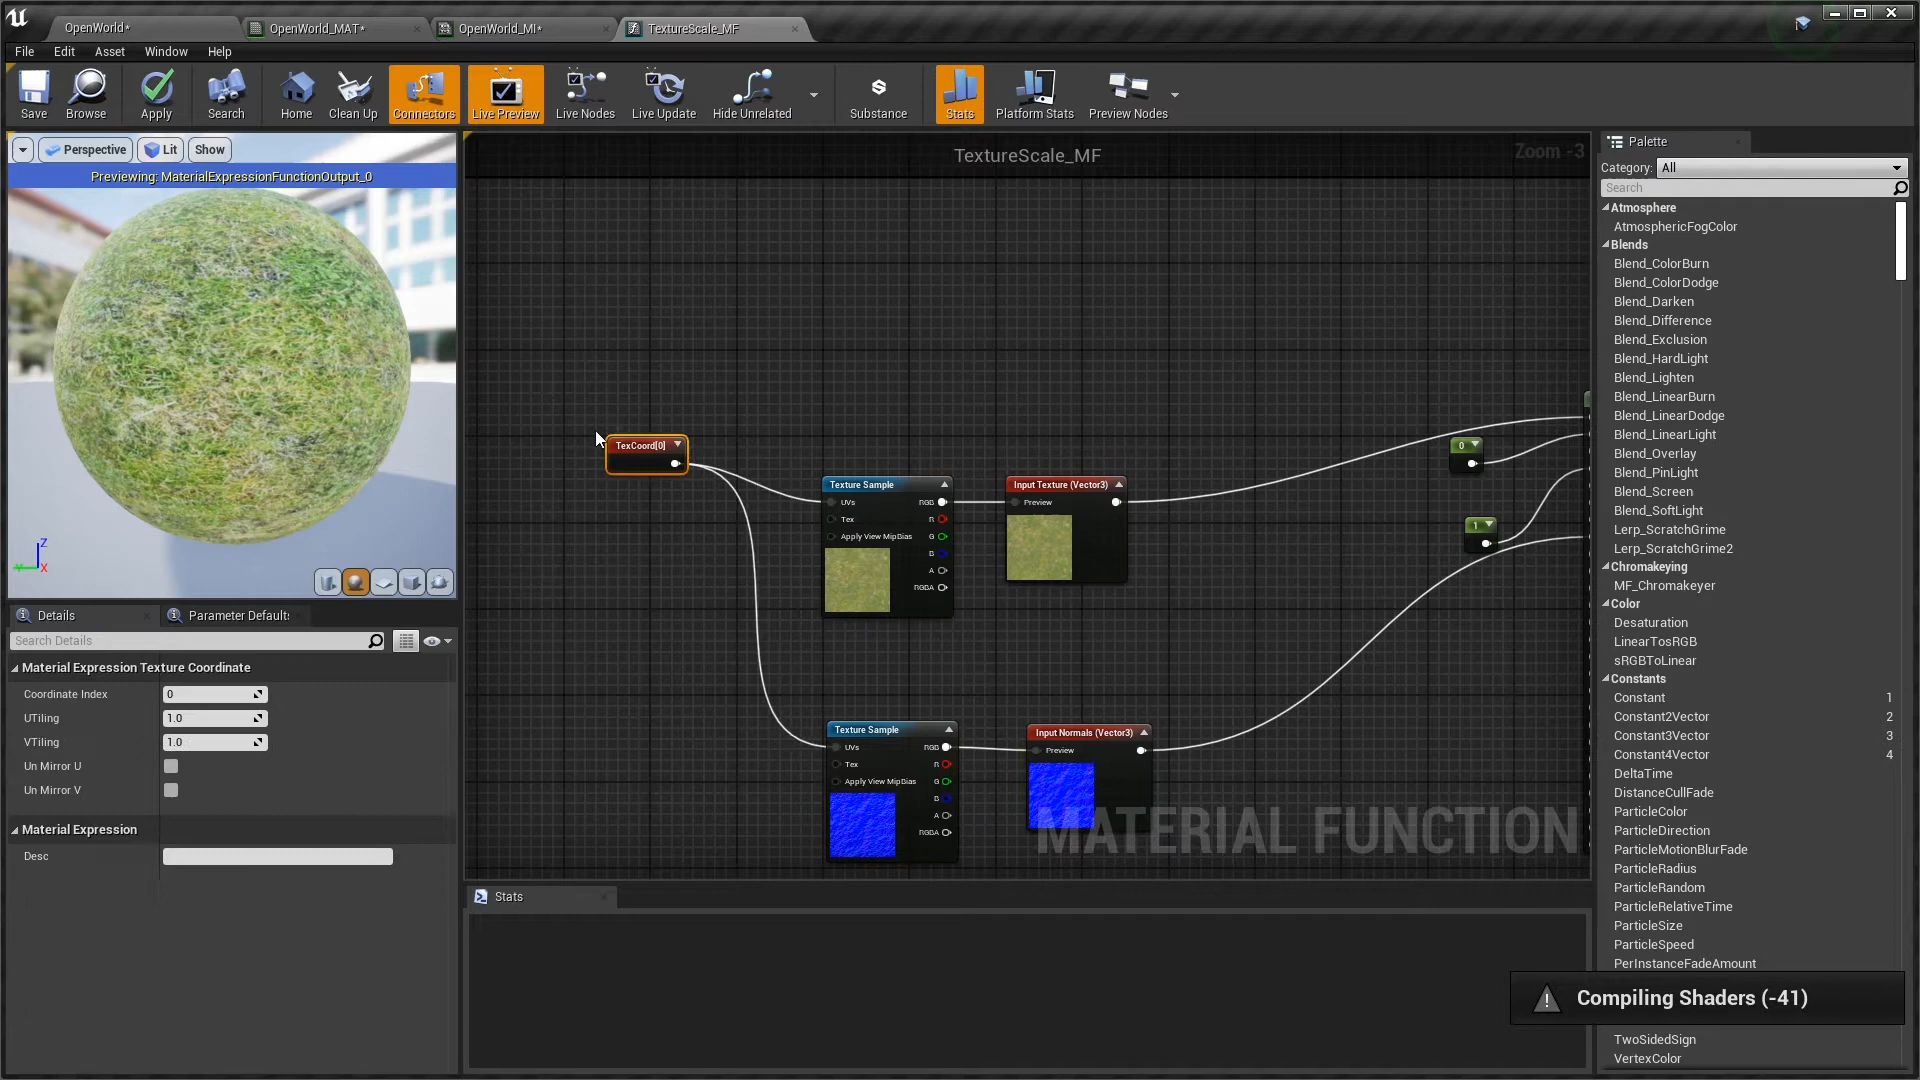 OpenWorld*
OpenWorld_MAT*
OpenWorld_MI*
TextureScale_MF
File Edit Asset Window Help
Save
Browse
Apply
Search
Home
Clean Up
Connectors
Live Preview
Live Nodes
Live Update
Hide Unrelated
Substance
Stats
Platform Stats
Preview Nodes
Perspective
Lit
Show
Previewing: MaterialExpressionFunctionOutput_0
Z
X
TextureScale_MF
Zoom -3
TexCoord[0]
Texture Sample
UVs
RGB
Tex
R
Apply View MipBias
G
B
A
RGBA
Input Texture (Vector3)
Preview
0
1
Texture Sample
UVs
RGB
Tex
R
Apply View MipBias
G
B
A
RGBA
Input Normals (Vector3)
Preview
MATERIAL FUNCTION
Details
Parameter Defaults
Search Details
Material Expression Texture Coordinate
Coordinate Index 0
UTiling 1.0
VTiling 1.0
Un Mirror U
Un Mirror V
Material Expression
Desc
Stats
Palette
Category: All
Search
Atmosphere
AtmosphericFogColor
Blends
Blend_ColorBurn
Blend_ColorDodge
Blend_Darken
Blend_Difference
Blend_Exclusion
Blend_HardLight
Blend_Lighten
Blend_LinearBurn
Blend_LinearDodge
Blend_LinearLight
Blend_Overlay
Blend_PinLight
Blend_Screen
Blend_SoftLight
Lerp_ScratchGrime
Lerp_ScratchGrime2
Chromakeying
MF_Chromakeyer
Color
Desaturation
LinearTosRGB
sRGBToLinear
Constants
Constant 1
Constant2Vector 2
Constant3Vector 3
Constant4Vector 4
DeltaTime
DistanceCullFade
ParticleColor
ParticleDirection
ParticleMotionBlurFade
ParticleRadius
ParticleRandom
ParticleRelativeTime
ParticleSize
ParticleSpeed
PerInstanceFadeAmount
Compiling Shaders (-41)
TwoSidedSign
VertexColor